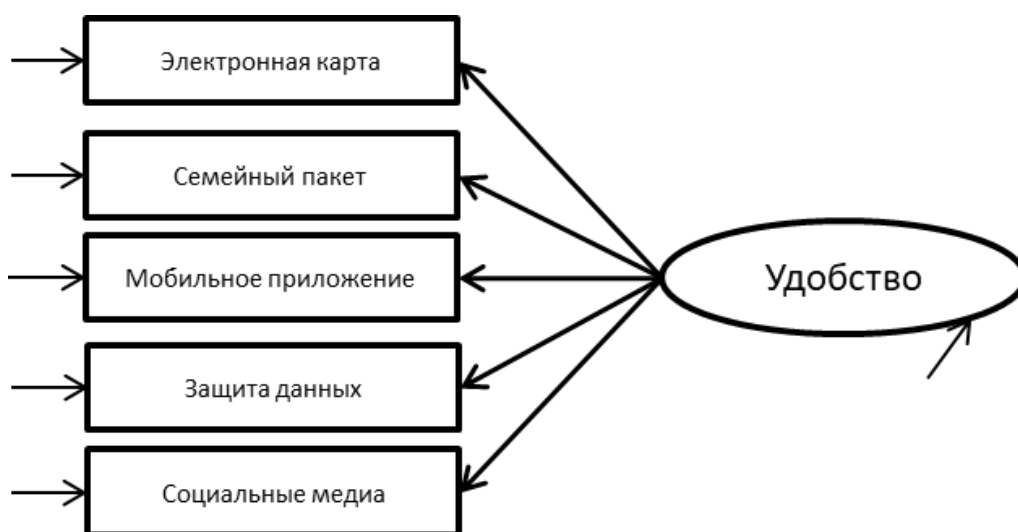 Электронная карта
Семейный пакет
Мобильное приложение
Защита данных
Социальные медиа
Удобство